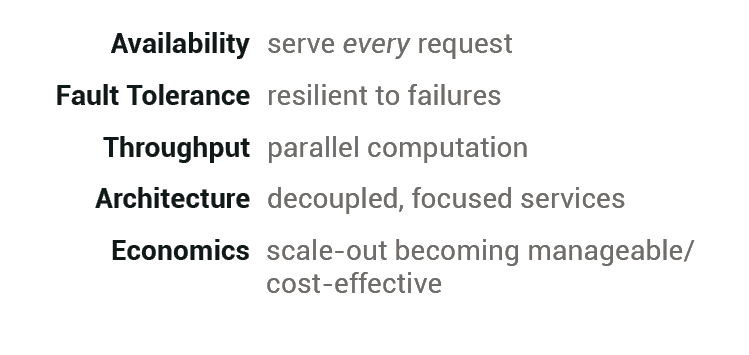 Availability serve every request
Fault Tolerance resilient to failures
Throughput parallel computation
Architecture decoupled, focused services
Economics scale-out becoming manageable/
cost-effective